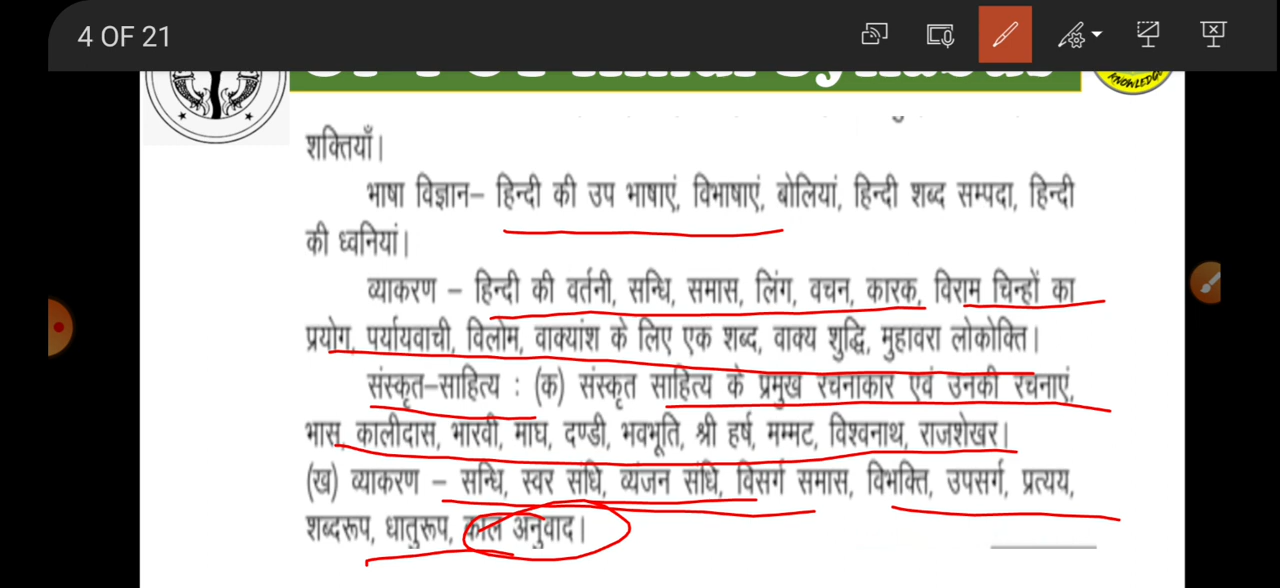 4 OF 21
KNOWLEDGE
शक्तियाँ।
भाषा विज्ञान– हिन्दी की उप भाषाएं, विभाषाएं, बोलियां, हिन्दी शब्द सम्पदा, हिन्दी
की ध्वनियां।
व्याकरण – हिन्दी की वर्तनी, सन्धि, समास, लिंग, वचन, कारक, विराम चिन्हों का
प्रयोग, पर्यायवाची, विलोम, वाक्यांश के लिए एक शब्द, वाक्य शुद्धि, मुहावरा लोकोक्ति।
संस्कृत–साहित्य : (क) संस्कृत साहित्य के प्रमुख रचनाकार एवं उनकी रचनाएं,
भास, कालीदास, भारवी, माघ, दण्डी, भवभूति, श्री हर्ष, मम्मट, विश्वनाथ, राजशेखर।
(ख) व्याकरण – सन्धि, स्वर संधि, व्यंजन संधि, विसर्ग समास, विभक्ति, उपसर्ग, प्रत्यय,
शब्दरूप, धातुरूप, काल अनुवाद।